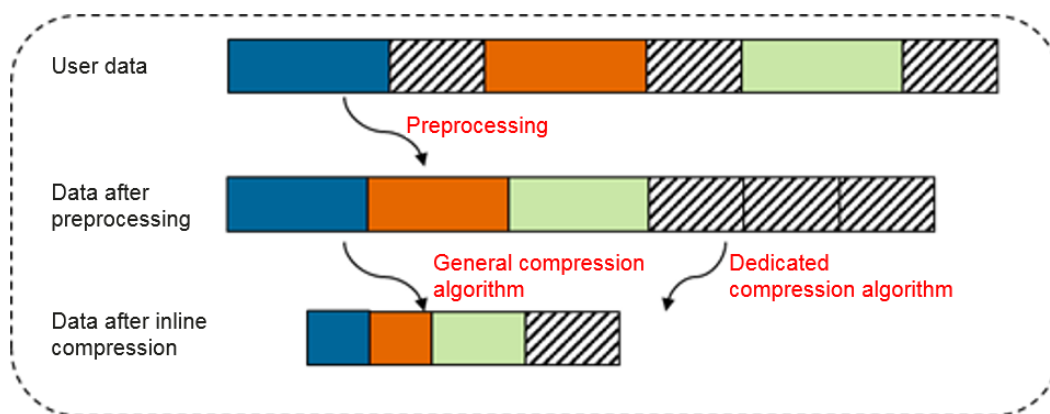 User data
Preprocessing
Data after
preprocessing
General compression
algorithm
Dedicated
compression algorithm
Data after inline
compression